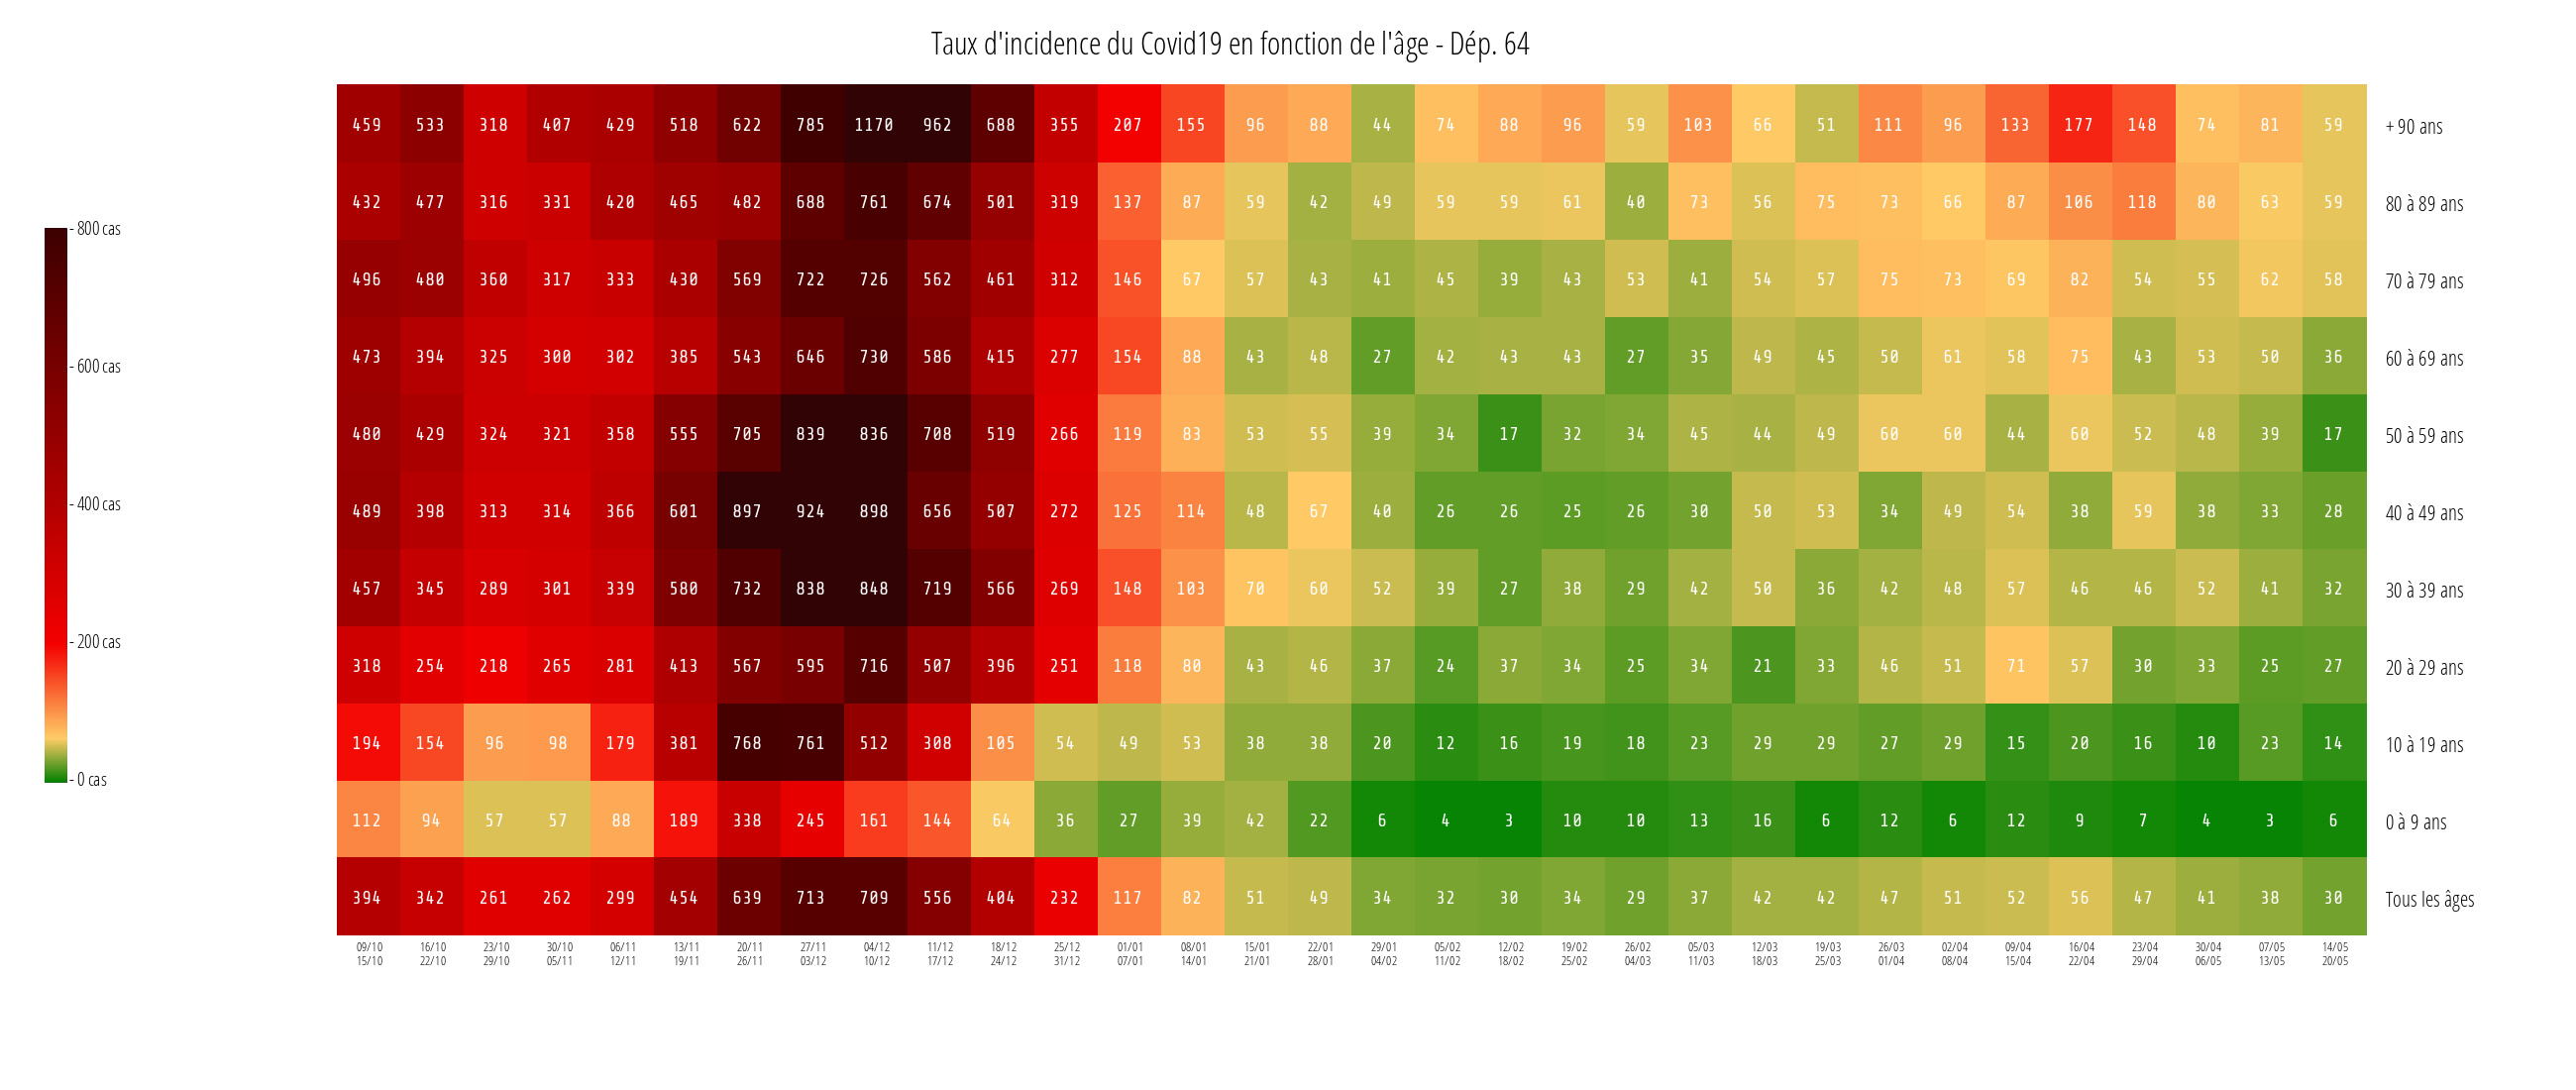 Taux d'incidence du Covid19 en fonction de l'âge - Dép. 64
- 800 cas
- 600 cas
- 400 cas
- 200 cas
- 0 cas
459 533 318 407 429 518 622 785 1170 962 688 355 207 155 96 88 44 74 88 96 59 103 66 51 111 96 133 177 148 74 81 59 + 90 ans
432 477 316 331 420 465 482 688 761 674 501 319 137 87 59 42 49 59 59 61 40 73 56 75 73 66 87 106 118 80 63 59 80 à 89 ans
496 480 360 317 333 430 569 722 726 562 461 312 146 67 57 43 41 45 39 43 53 41 54 57 75 73 69 82 54 55 62 58 70 à 79 ans
473 394 325 300 302 385 543 646 730 586 415 277 154 88 43 48 27 42 43 43 27 35 49 45 50 61 58 75 43 53 50 36 60 à 69 ans
480 429 324 321 358 555 705 839 836 708 519 266 119 83 53 55 39 34 17 32 34 45 44 49 60 60 44 60 52 48 39 17 50 à 59 ans
489 398 313 314 366 601 897 924 898 656 507 272 125 114 48 67 40 26 26 25 26 30 50 53 34 49 54 38 59 38 33 28 40 à 49 ans
457 345 289 301 339 580 732 838 848 719 566 269 148 103 70 60 52 39 27 38 29 42 50 36 42 48 57 46 46 52 41 32 30 à 39 ans
318 254 218 265 281 413 567 595 716 507 396 251 118 80 43 46 37 24 37 34 25 34 21 33 46 51 71 57 30 33 25 27 20 à 29 ans
194 154 96 98 179 381 768 761 512 308 105 54 49 53 38 38 20 12 16 19 18 23 29 29 27 29 15 20 16 10 23 14 10 à 19 ans
112 94 57 57 88 189 338 245 161 144 64 36 27 39 42 22 6 4 3 10 10 13 16 6 12 6 12 9 7 4 3 6 0 à 9 ans
394 342 261 262 299 454 639 713 709 556 404 232 117 82 51 49 34 32 30 34 29 37 42 42 47 51 52 56 47 41 38 30 Tous les âges
09/10 16/10 23/10 30/10 06/11 13/11 20/11 27/11 04/12 11/12 18/12 25/12 01/01 08/01 15/01 22/01 29/01 05/02 12/02 19/02 26/02 05/03 12/03 19/03 26/03 02/04 09/04 16/04 23/04 30/04 07/05 14/05
15/10 22/10 29/10 05/11 12/11 19/11 26/11 03/12 10/12 17/12 24/12 31/12 07/01 14/01 21/01 28/01 04/02 11/02 18/02 25/02 04/03 11/03 18/03 25/03 01/04 08/04 15/04 22/04 29/04 06/05 13/05 20/05